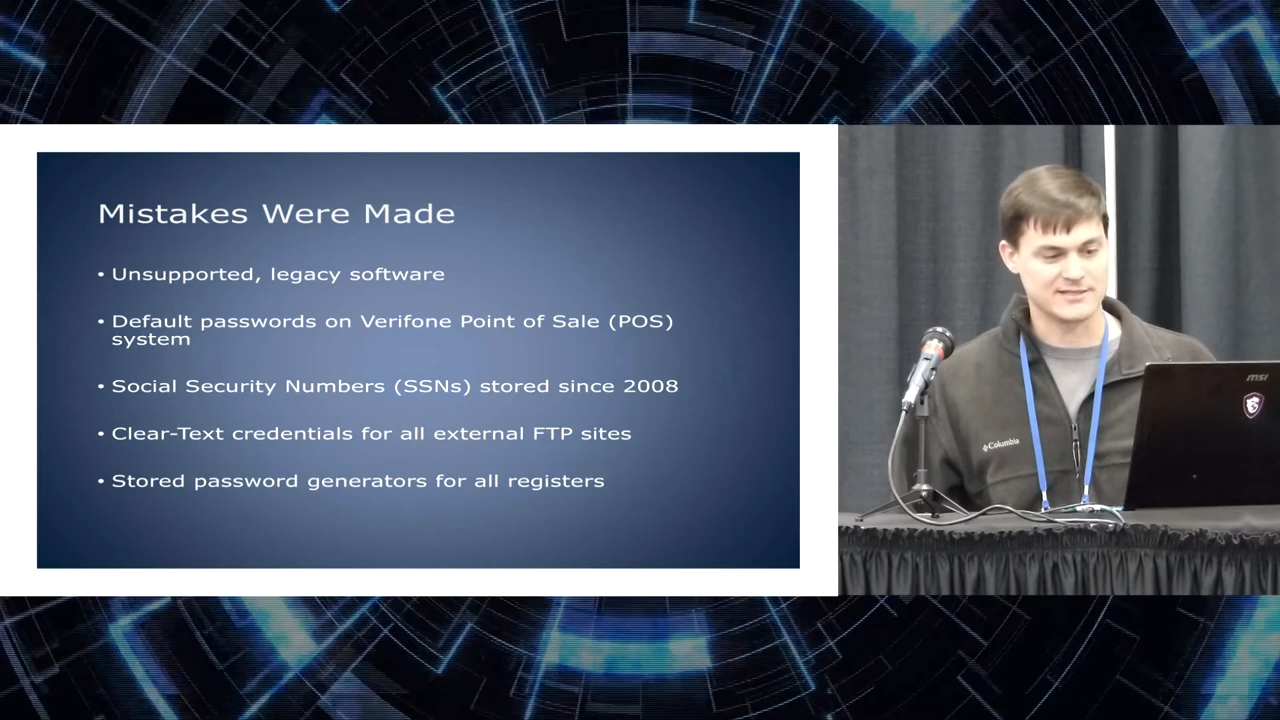 Mistakes Were Made
• Unsupported, legacy software
• Default passwords on Verifone Point of Sale (POS)
system
• Social Security Numbers (SSNs) stored since 2008
• Clear-Text credentials for all external FTP sites
• Stored password generators for all registers
Columbia
msi